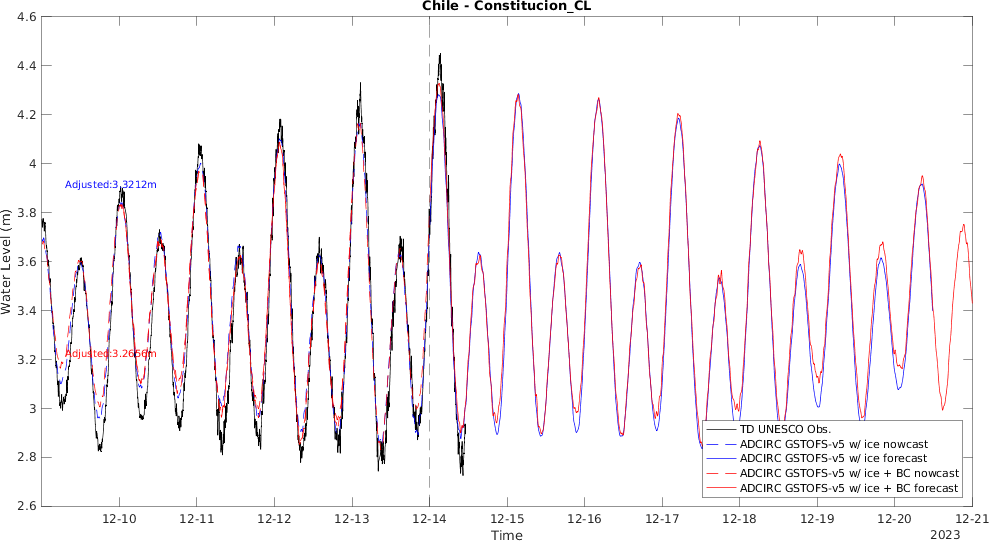 Chile - Constitucion_CL
4.6
4.4
4.2
4
3.8
3.6
3.4
3.2
3
2.8
2.6
Water Level (m)
Adjusted:3.3212m
Adjusted:3.2656m
TD UNESCO Obs.
ADCIRC GSTOFS-v5 w/ ice nowcast
ADCIRC GSTOFS-v5 w/ ice forecast
ADCIRC GSTOFS-v5 w/ ice + BC nowcast
ADCIRC GSTOFS-v5 w/ ice + BC forecast
12-10 12-11 12-12 12-13 12-14 12-15 12-16 12-17 12-18 12-19 12-20 12-21
Time
2023